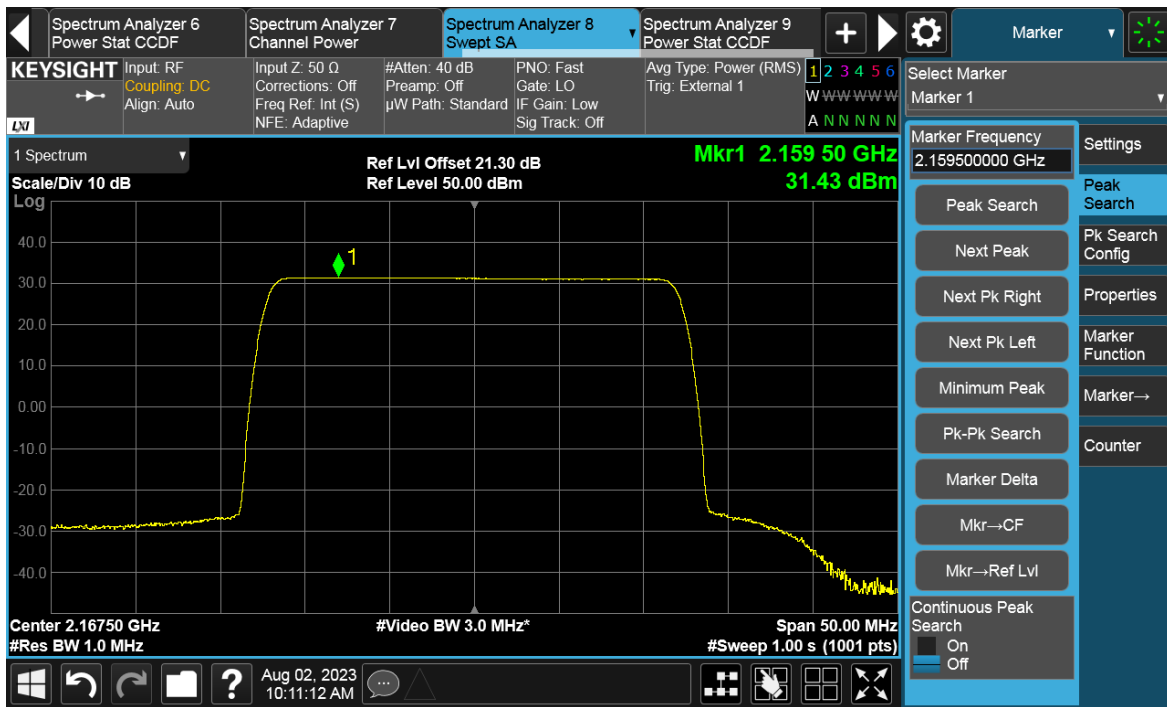 Spectrum Analyzer 6
Power Stat CCDF
Spectrum Analyzer 7
Channel Power
Spectrum Analyzer 8
Swept SA
Spectrum Analyzer 9
Power Stat CCDF
+
Marker
KEYSIGHT
LXI
Input: RF
Coupling: DC
Align: Auto
Input Z: 50 Ω
Corrections: Off
Freq Ref: Int (S)
NFE: Adaptive
#Atten: 40 dB
Preamp: Off
µW Path: Standard
PNO: Fast
Gate: LO
IF Gain: Low
Sig Track: Off
Avg Type: Power (RMS)
Trig: External 1
1 2 3 4 5 6
W W W W W W
A N N N N N
Select Marker
Marker 1
1 Spectrum
Scale/Div 10 dB
Log
Ref Lvl Offset 21.30 dB
Ref Level 50.00 dBm
Mkr1 2.159 50 GHz
31.43 dBm
40.0
30.0
20.0
10.0
0.00
-10.0
-20.0
-30.0
-40.0
1
Center 2.16750 GHz
#Res BW 1.0 MHz
#Video BW 3.0 MHz*
Span 50.00 MHz
#Sweep 1.00 s (1001 pts)
Marker Frequency
2.159500000 GHz
Peak Search
Next Peak
Next Pk Right
Next Pk Left
Minimum Peak
Pk-Pk Search
Marker Delta
Mkr→CF
Mkr→Ref Lvl
Continuous Peak
Search
On
Off
Settings
Peak
Search
Pk Search
Config
Properties
Marker
Function
Marker→
Counter
?
Aug 02, 2023
10:11:12 AM